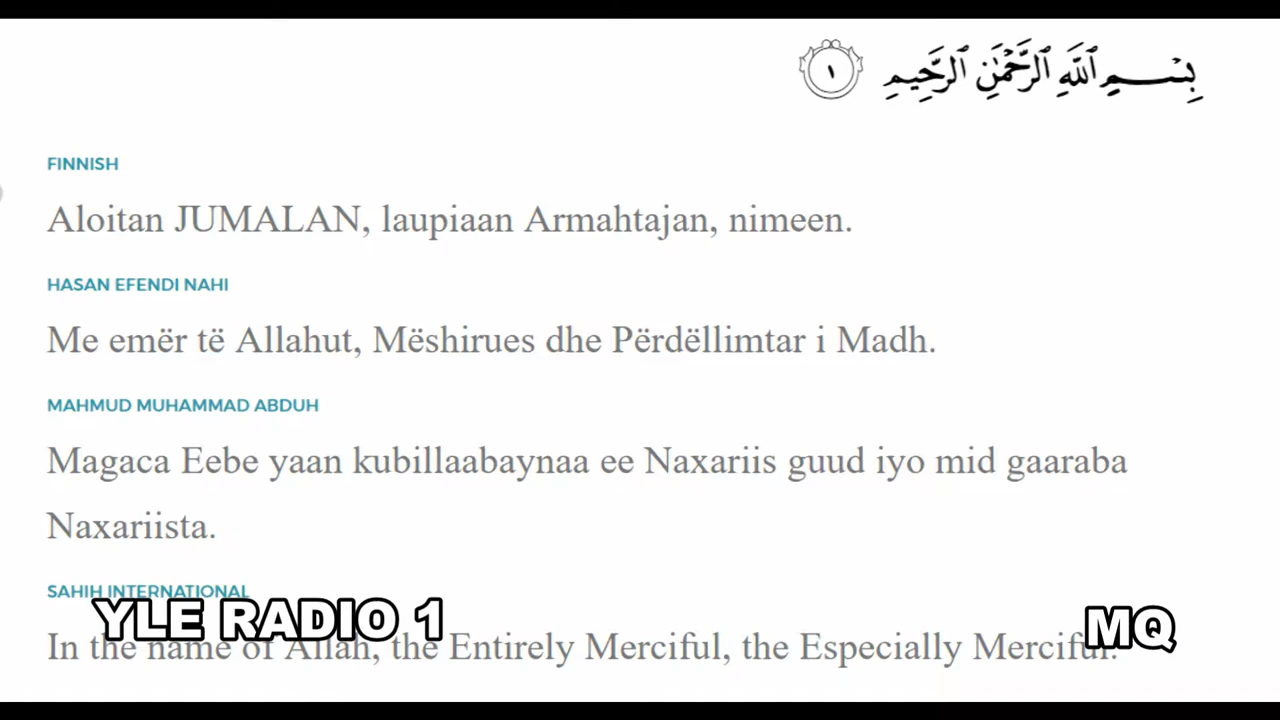 بِسْمِ ٱللَّهِ ٱلرَّحْمَٰنِ ٱلرَّحِيمِ ١
FINNISH
Aloitan JUMALAN, laupiaan Armahtajan, nimeen.
HASAN EFENDI NAHI
Me emër të Allahut, Mëshirues dhe Përdëllimtar i Madh.
MAHMUD MUHAMMAD ABDUH
Magaca Eebe yaan kubillaabaynaa ee Naxariis guud iyo mid gaaraba
Naxariista.
SAHIH INTERNATIONAL
YLE RADIO 1
MQ
In the name of Allah, the Entirely Merciful, the Especially Merciful.